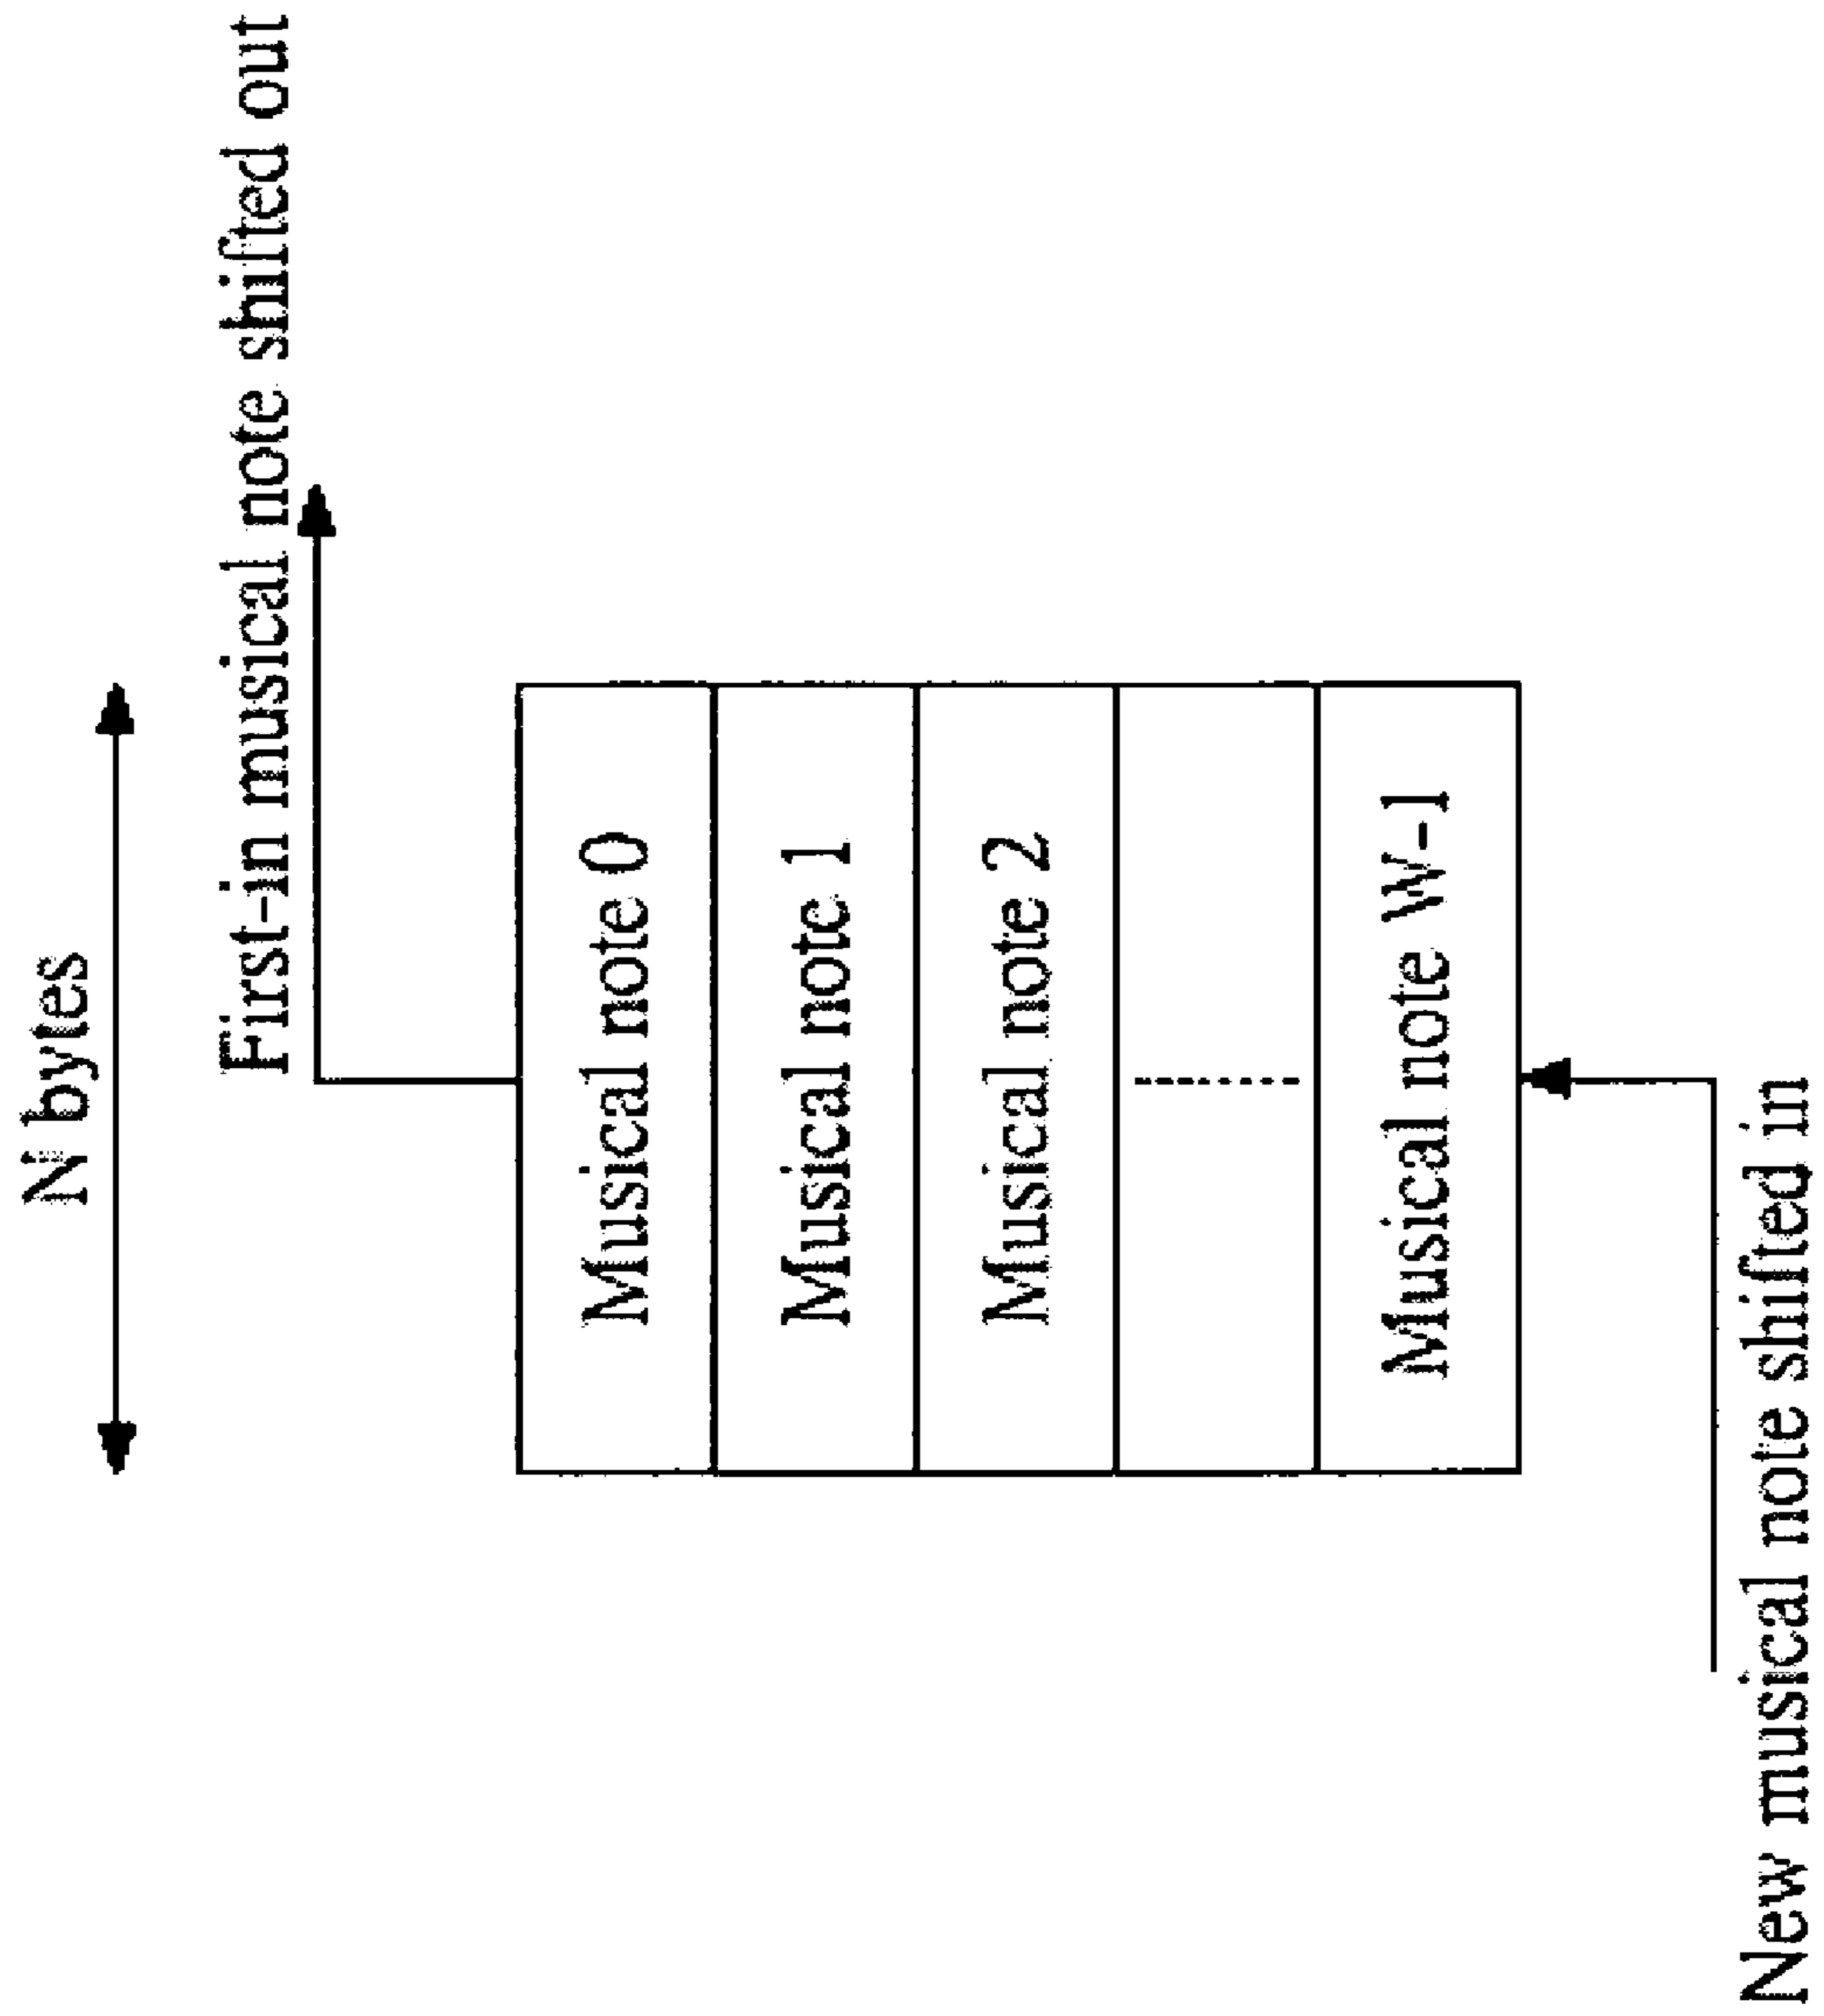 N bytes
First-in musical note shifted out
Musical note 0
Musical note 1
Musical note 2
Musical note W-1
New musical note shifted in